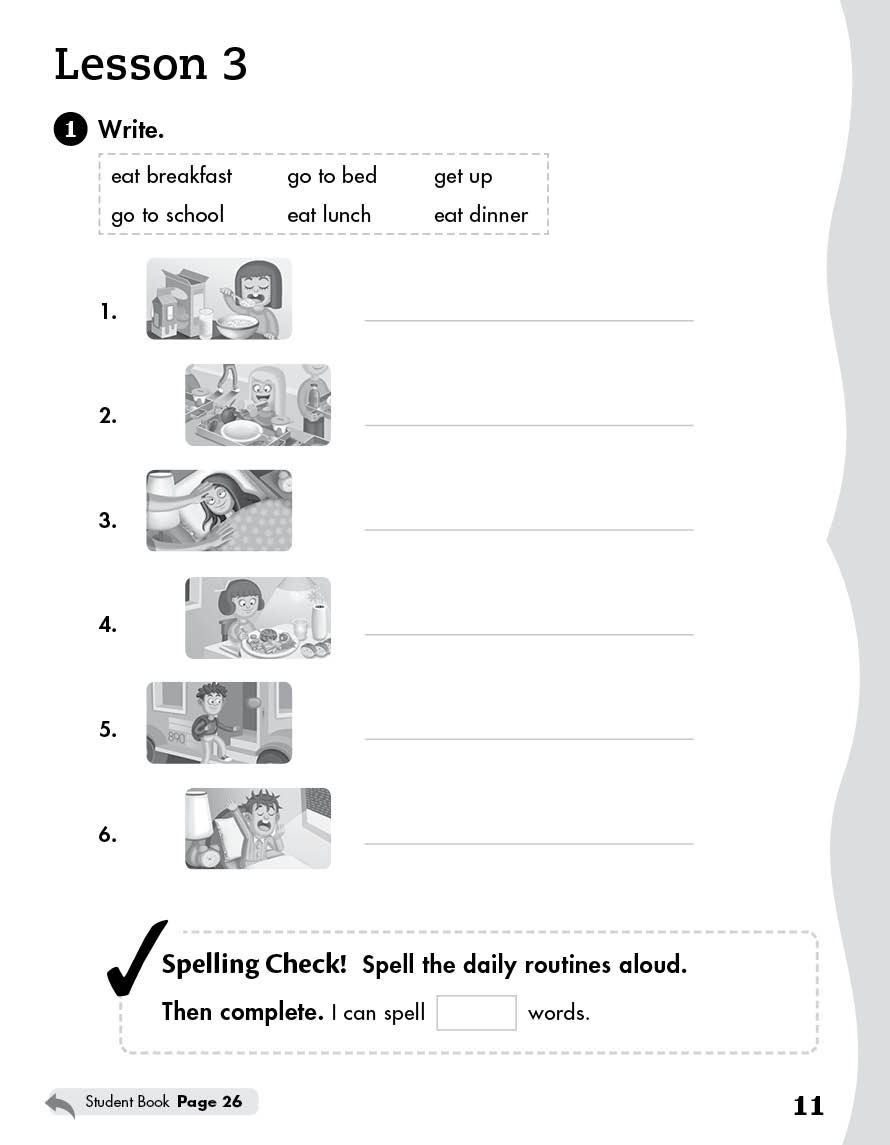 Lesson 3
1 Write.
eat breakfast go to bed get up
go to school eat lunch eat dinner
1.
2.
3.
4.
5.
890
6.
Spelling Check! Spell the daily routines aloud.
Then complete. I can spell words.
Student Book Page 26
11